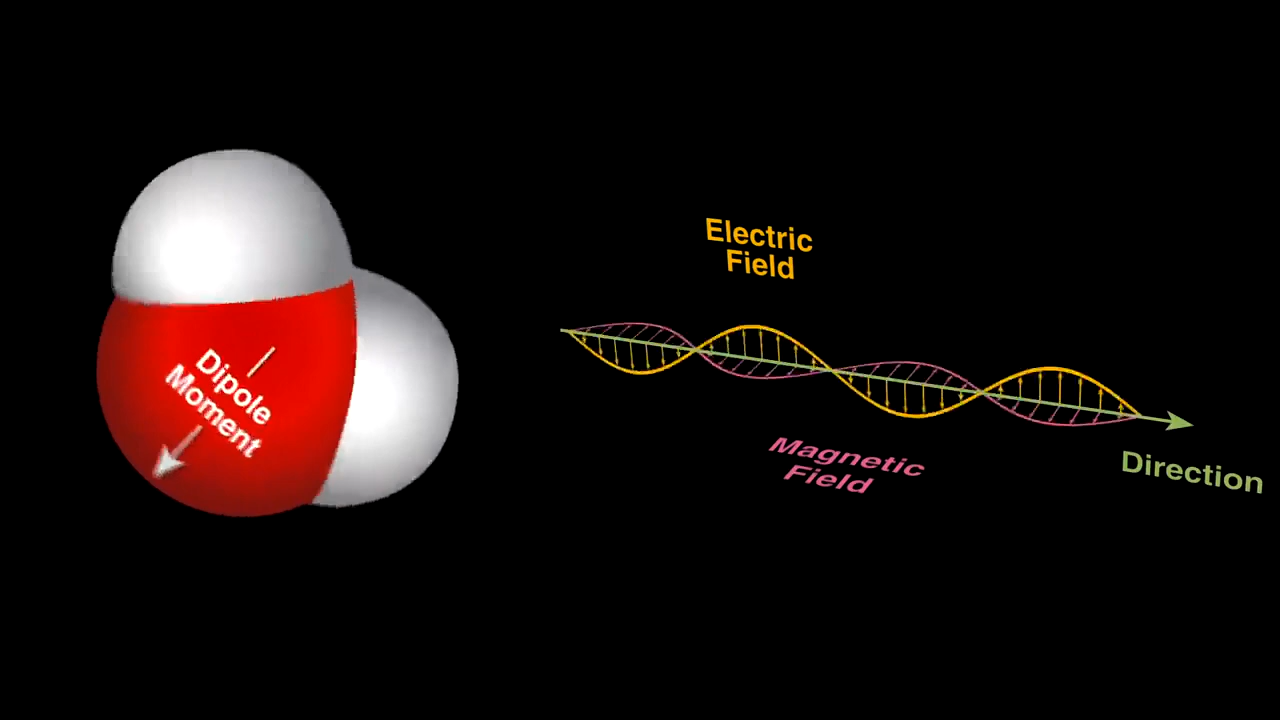 Dipole
Moment
Electric
Field
Magnetic
Field
Direction